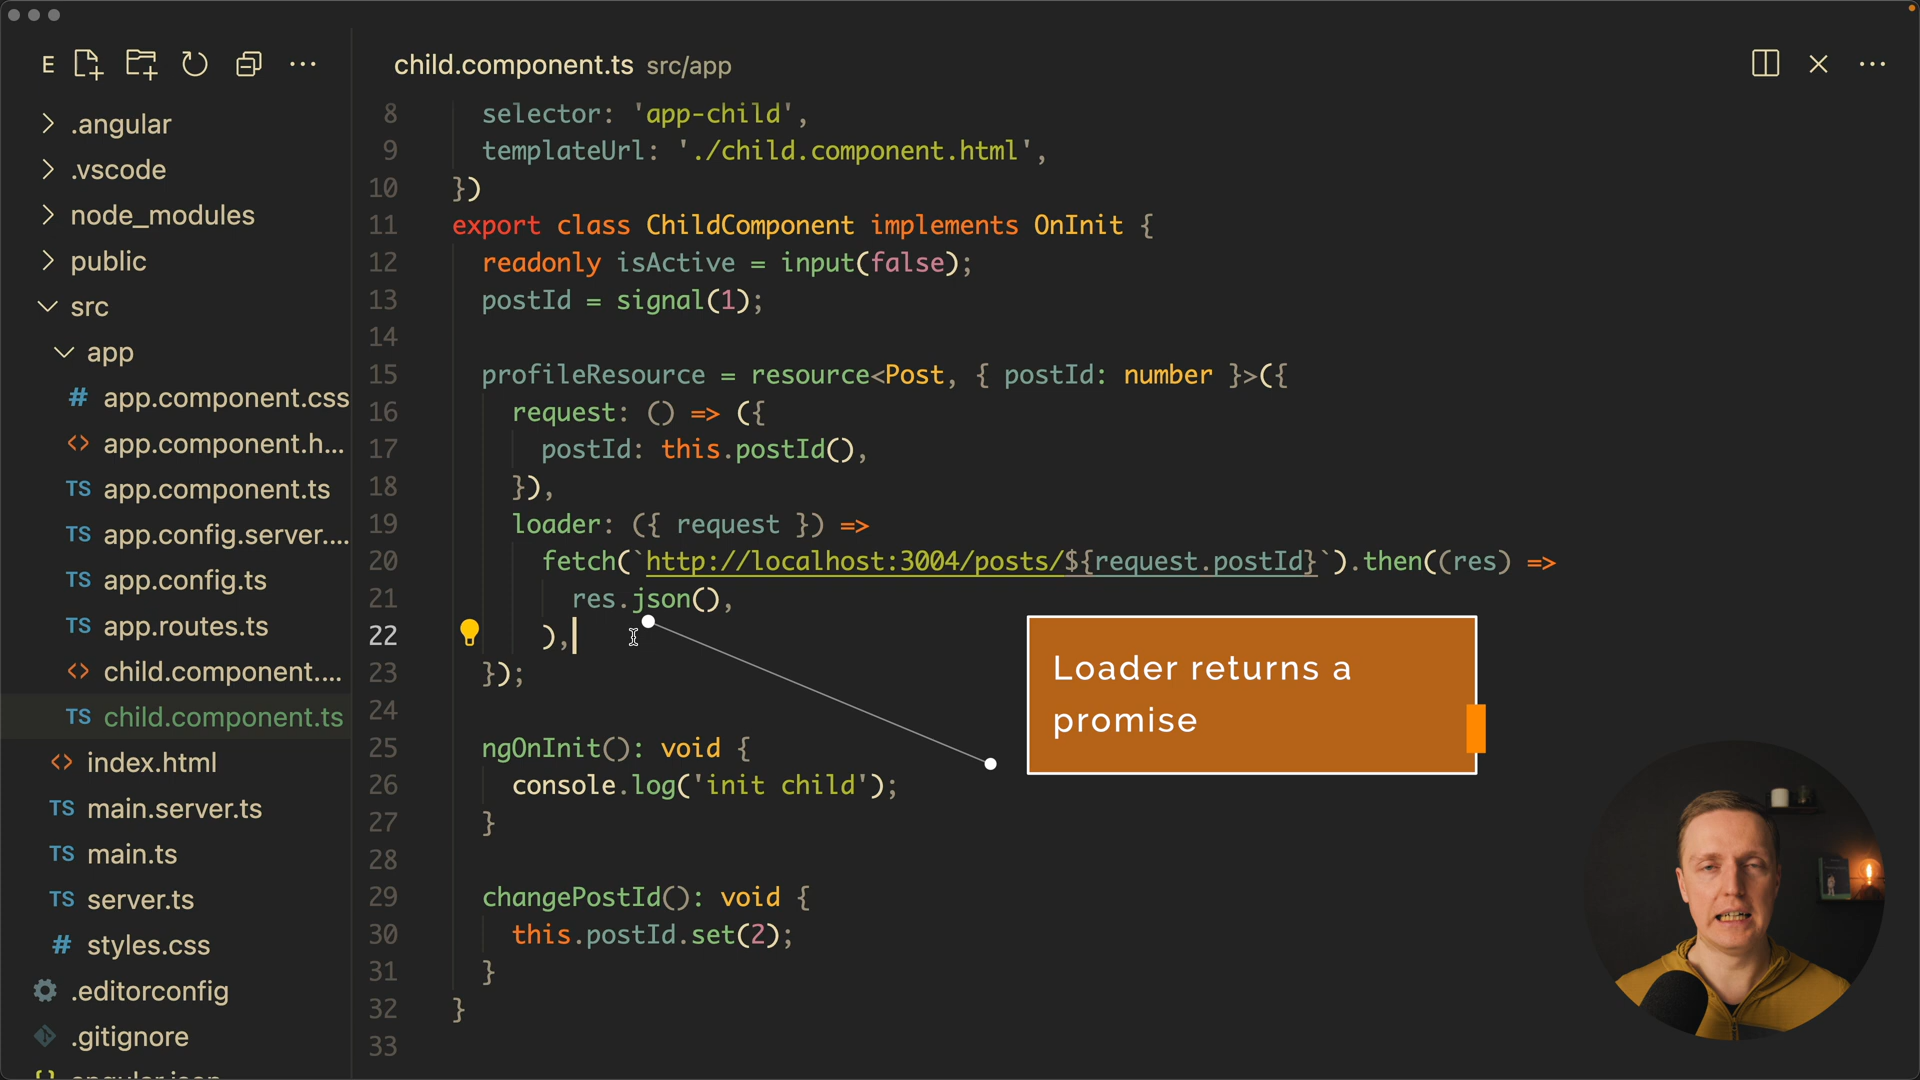 E
.angular
.vscode
node_modules
public
src
app
# app.component.css
<> app.component.h...
TS app.component.ts
TS app.config.server....
TS app.config.ts
TS app.routes.ts
<> child.component....
TS child.component.ts
<> index.html
TS main.server.ts
TS main.ts
TS server.ts
# styles.css
.editorconfig
.gitignore
child.component.ts src/app
8 selector: 'app-child',
9 templateUrl: './child.component.html',
10 })
11 export class ChildComponent implements OnInit {
12 readonly isActive = input(false);
13 postId = signal(1);
14
15 profileResource = resource<Post, { postId: number }>({
16 request: () => ({
17 postId: this.postId(),
18 }),
19 loader: ({ request }) =>
20 fetch(`http://localhost:3004/posts/${request.postId}`).then((res) =>
21 res.json(),
22 ),
23 });
24
25 ngOnInit(): void {
26 console.log('init child');
27 }
28
29 changePostId(): void {
30 this.postId.set(2);
31 }
32 }
33
Loader returns a
promise